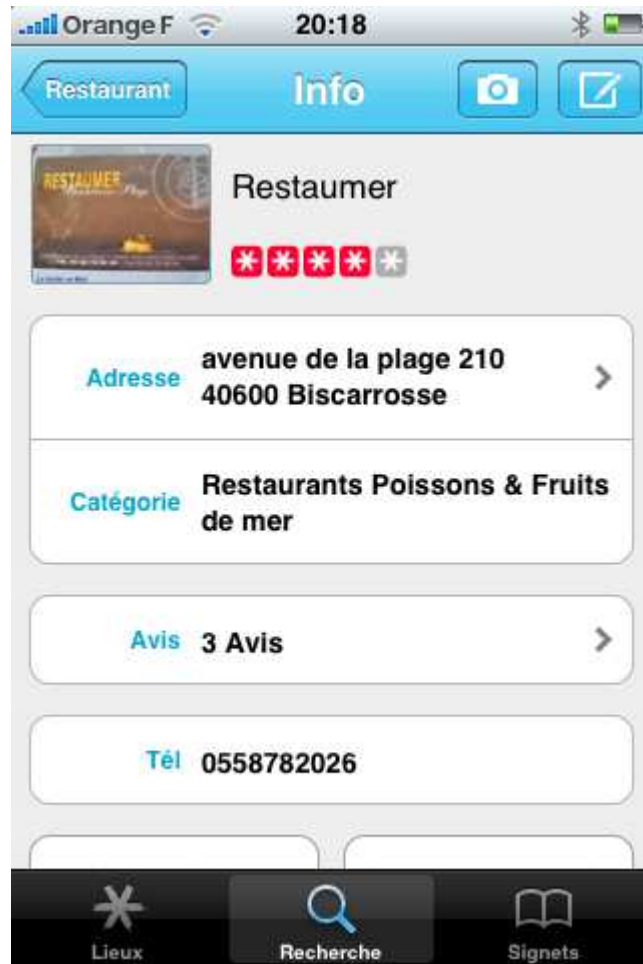 Orange F 20:18
Restaurant Info
RESTAUMER
Restaumer
Adresse avenue de la plage 210
40600 Biscarrosse
Catégorie Restaurants Poissons & Fruits
de mer
Avis 3 Avis
Tél 0558782026
Lieux Recherche Signets